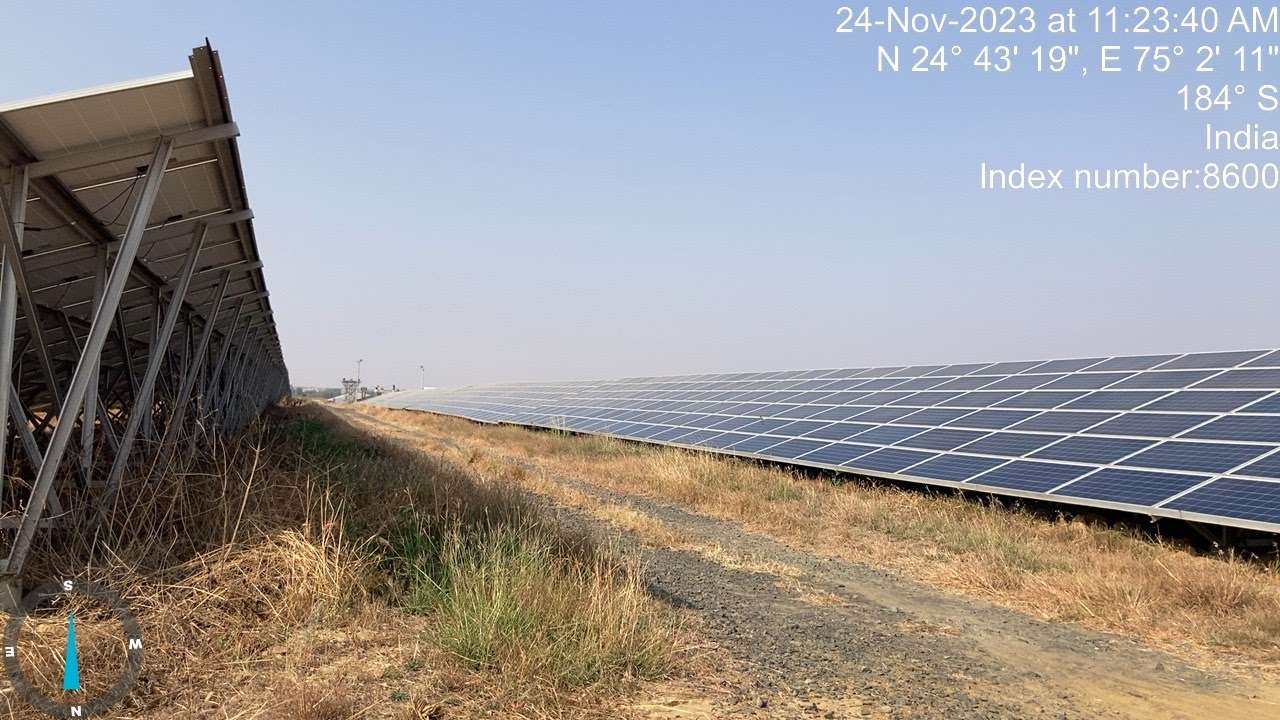 24-Nov-2023 at 11:23:40 AM
N 24° 43' 19", E 75° 2' 11"
184° S
India
Index number:8600
S
E
W
N